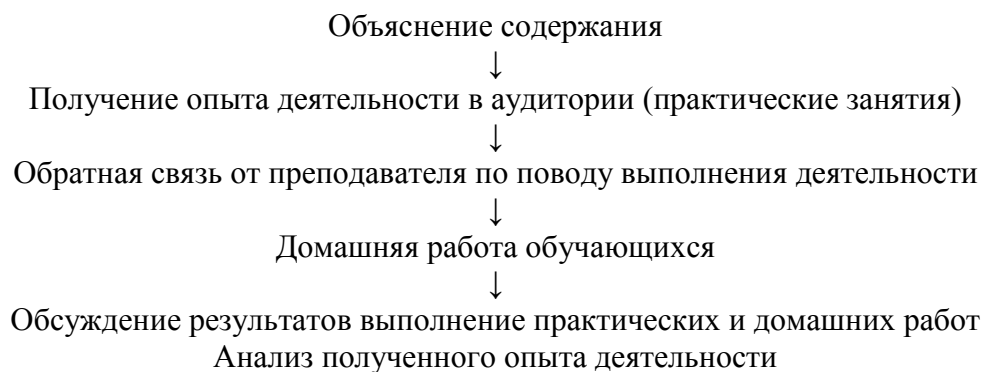 Объяснение содержания
↓
Получение опыта деятельности в аудитории (практические занятия)
↓
Обратная связь от преподавателя по поводу выполнения деятельности
↓
Домашняя работа обучающихся
↓
Обсуждение результатов выполнение практических и домашних работ
Анализ полученного опыта деятельности